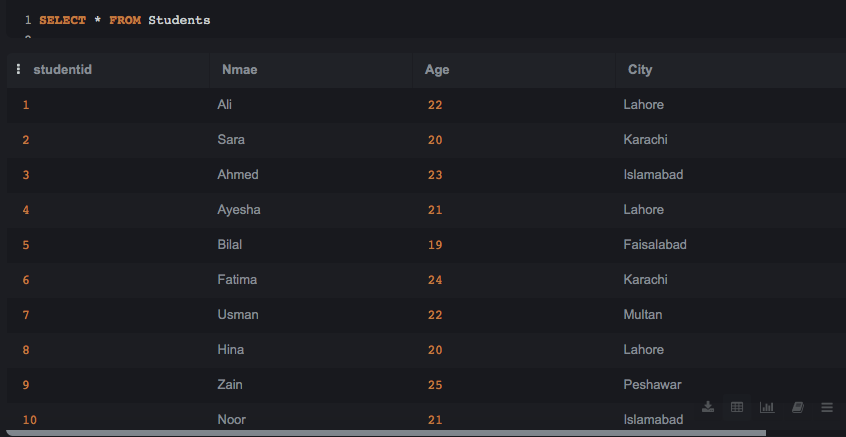 1 SELECT * FROM Students
studentid Nmae Age City
1 Ali 22 Lahore
2 Sara 20 Karachi
3 Ahmed 23 Islamabad
4 Ayesha 21 Lahore
5 Bilal 19 Faisalabad
6 Fatima 24 Karachi
7 Usman 22 Multan
8 Hina 20 Lahore
9 Zain 25 Peshawar
10 Noor 21 Islamabad